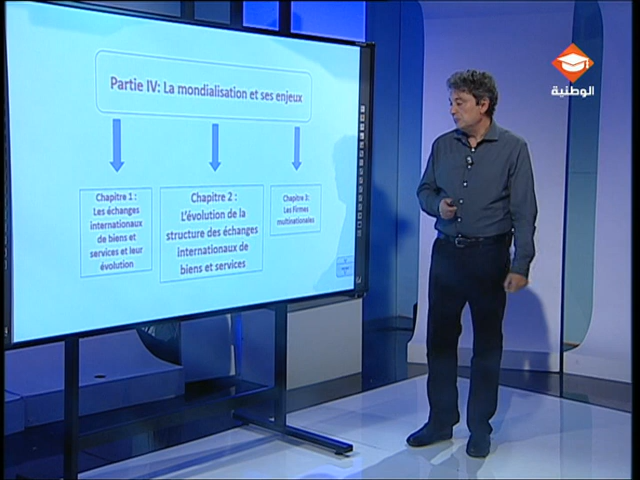 الوطنية
Partie IV: La mondialisation et ses enjeux
Chapitre 1 :
Les échanges
internationaux
de biens et
services et leur
évolution
Chapitre 2 :
L'évolution de la
structure des échanges
internationaux de
biens et services
Chapitre 3:
Les Firmes
multinationales